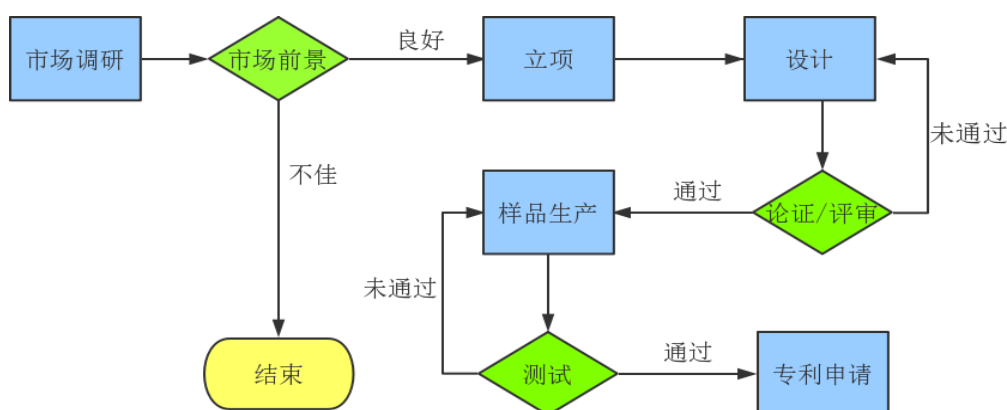 市场调研
市场前景
良好
立项
设计
未通过
不佳
样品生产
通过
论证/评审
未通过
结束
测试
通过
专利申请